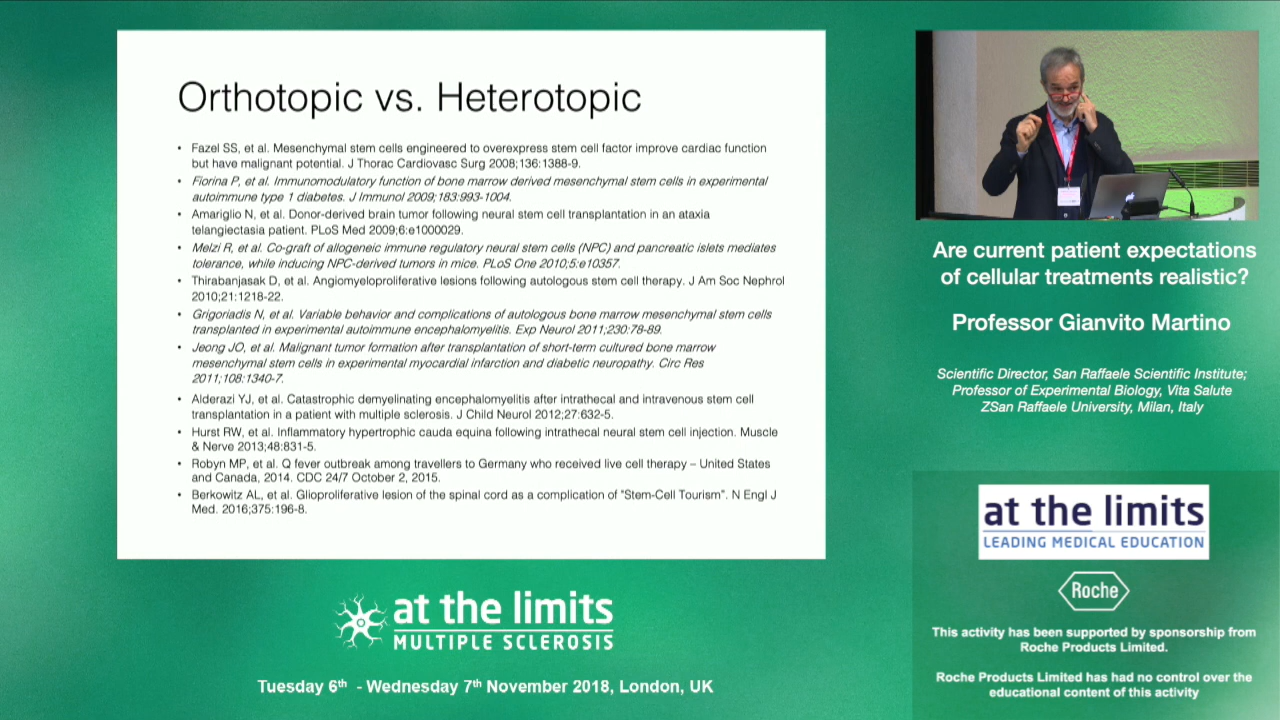 Orthotopic vs. Heterotopic
• Fazel SS, et al. Mesenchymal stem cells engineered to overexpress stem cell factor improve cardiac function
but have malignant potential. J Thorac Cardiovasc Surg 2008;136:1388-9.
• Fiorina P, et al. Immunomodulatory function of bone marrow derived mesenchymal stem cells in experimental
autoimmune type 1 diabetes. J Immunol 2009;183:993-1004.
• Amariglio N, et al. Donor-derived brain tumor following neural stem cell transplantation in an ataxia
telangiectasia patient. PLoS Med 2009;6:e1000029.
• Melzi R, et al. Co-graft of allogeneic immune regulatory neural stem cells (NPC) and pancreatic islets mediates
tolerance, while inducing NPC-derived tumors in mice. PLoS One 2010;5:e10357.
• Thirabanjasak D, et al. Angiomyeloproliferative lesions following autologous stem cell therapy. J Am Soc Nephrol
2010;21:1218-22.
• Grigoriadis N, et al. Variable behavior and complications of autologous bone marrow mesenchymal stem cells
transplanted in experimental autoimmune encephalomyelitis. Exp Neurol 2011;230:78-89.
• Jeong JO, et al. Malignant tumor formation after transplantation of short-term cultured bone marrow
mesenchymal stem cells in experimental myocardial infarction and diabetic neuropathy. Circ Res
2011;108:1340-7.
• Alderazi YJ, et al. Catastrophic demyelinating encephalomyelitis after intrathecal and intravenous stem cell
transplantation in a patient with multiple sclerosis. J Child Neurol 2012;27:632-5.
• Hurst RW, et al. Inflammatory hypertrophic cauda equina following intrathecal neural stem cell injection. Muscle
& Nerve 2013;48:831-5.
• Robyn MP, et al. Q fever outbreak among travellers to Germany who received live cell therapy – United States
and Canada, 2014. CDC 24/7 October 2, 2015.
• Berkowitz AL, et al. Glioproliferative lesion of the spinal cord as a complication of "Stem-Cell Tourism". N Engl J
Med. 2016;375:196-8.
at the limits
MULTIPLE SCLEROSIS
Tuesday 6th - Wednesday 7th November 2018, London, UK
Are current patient expectations
of cellular treatments realistic?
Professor Gianvito Martino
Scientific Director, San Raffaele Scientific Institute;
Professor of Experimental Biology, Vita Salute
ZSan Raffaele University, Milan, Italy
at the limits
LEADING MEDICAL EDUCATION
Roche
This activity has been supported by sponsorship from
Roche Products Limited.
Roche Products Limited has had no control over the
educational content of this activity